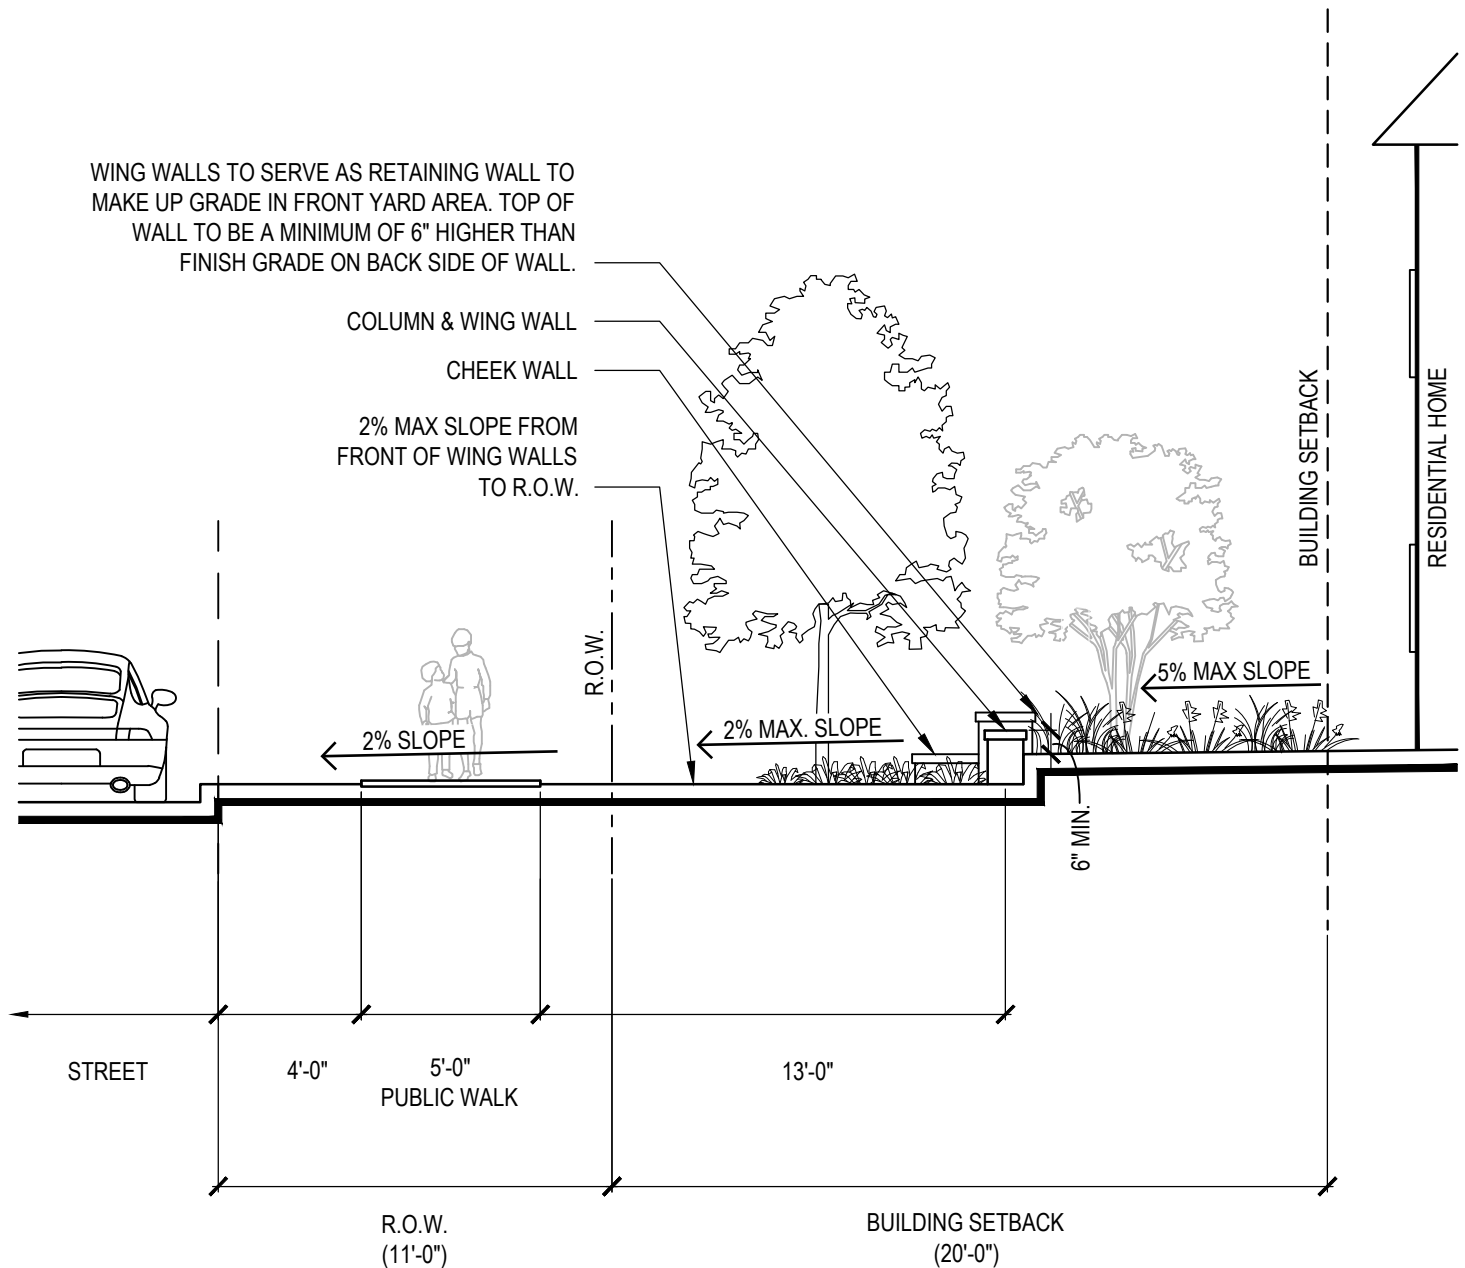 WING WALLS TO SERVE AS RETAINING WALL TO
MAKE UP GRADE IN FRONT YARD AREA. TOP OF
WALL TO BE A MINIMUM OF 6" HIGHER THAN
FINISH GRADE ON BACK SIDE OF WALL.
COLUMN & WING WALL
CHEEK WALL
2% MAX SLOPE FROM
FRONT OF WING WALLS
TO R.O.W.
BUILDING SETBACK
RESIDENTIAL HOME
R.O.W.
5% MAX SLOPE
2% SLOPE
2% MAX. SLOPE
6" MIN.
STREET
4'-0"
5'-0"
PUBLIC WALK
13'-0"
R.O.W.
(11'-0")
BUILDING SETBACK
(20'-0")